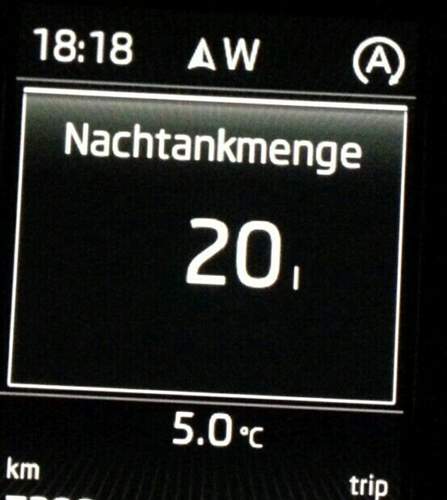 18:18 W A
Nachtankmenge
20 l
5.0 °C
km
trip